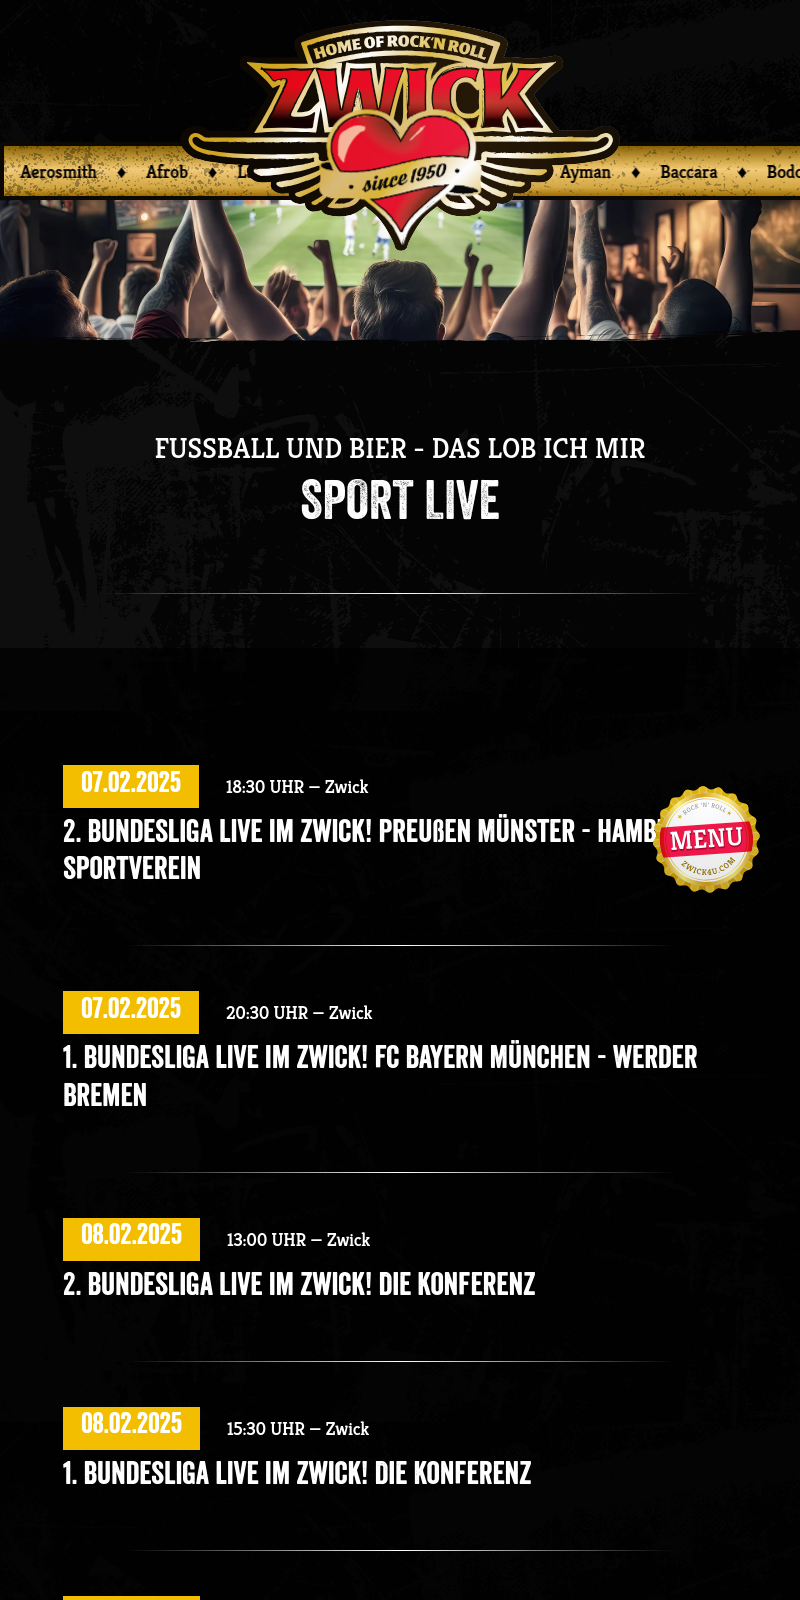 HOME OF ROCK'N ROLL
ZWICK
since 1950
Aerosmith ♦ Afrob ♦
Ayman ♦ Baccara ♦
FUSSBALL UND BIER - DAS LOB ICH MIR
SPORT LIVE
07.02.2025 18:30 UHR – Zwick
2. BUNDESLIGA LIVE IM ZWICK! PREUßEN MÜNSTER -
SPORTVEREIN
ROCK 'N' ROLL
MENU
ZWICK4U.COM
07.02.2025 20:30 UHR – Zwick
1. BUNDESLIGA LIVE IM ZWICK! FC BAYERN MÜNCHEN - WERDER
BREMEN
08.02.2025 13:00 UHR – Zwick
2. BUNDESLIGA LIVE IM ZWICK! DIE KONFERENZ
08.02.2025 15:30 UHR – Zwick
1. BUNDESLIGA LIVE IM ZWICK! DIE KONFERENZ